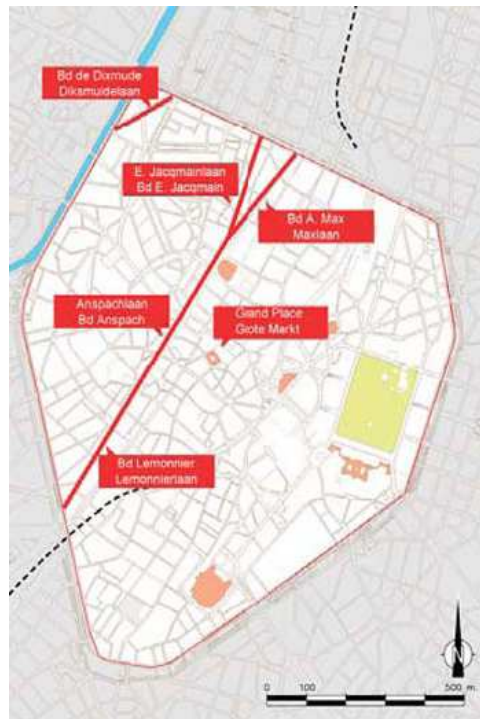 Bd de Dixmude
Diksmuidelaan
E. Jacqmainlaan
Bd E. Jacqmain
Bd A. Max
Maxlaan
Anspachlaan
Bd Anspach
Grand Place
Grote Markt
Bd Lemonnier
Lemonnierlaan
N
0 100 500 m.